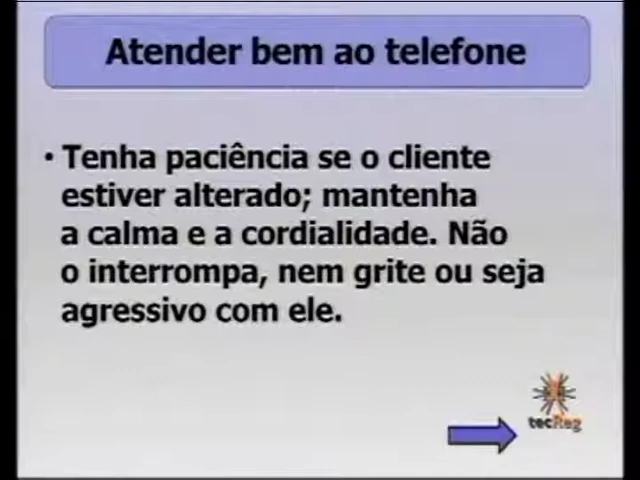 Atender bem ao telefone
• Tenha paciência se o cliente
estiver alterado; mantenha
a calma e a cordialidade. Não
o interrompa, nem grite ou seja
agressivo com ele.
tecReg